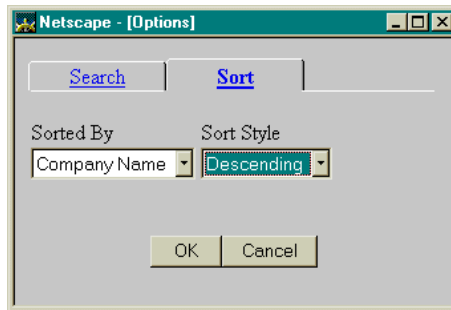 Netscape - [Options]
Search Sort
Sorted By Sort Style
Company Name Descending
OK Cancel